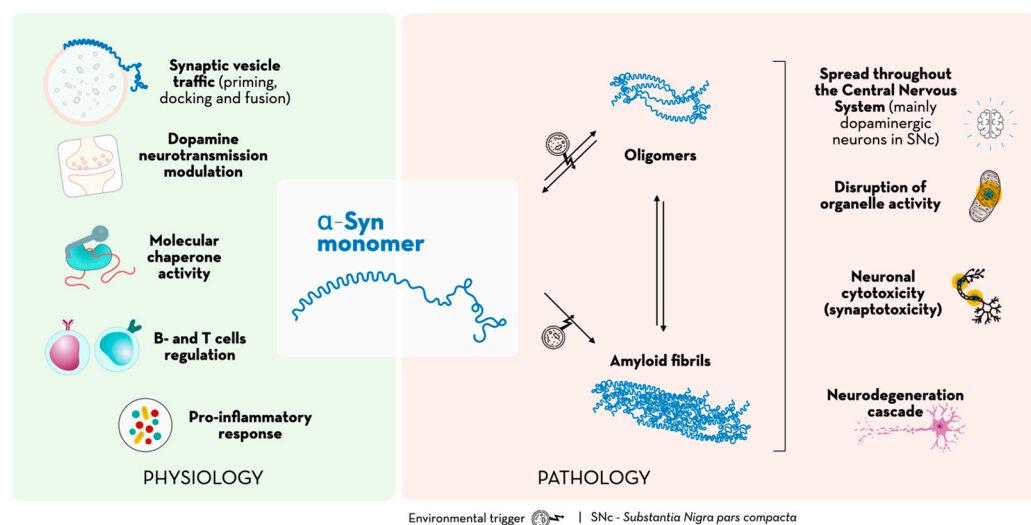 Synaptic vesicle
traffic (priming,
docking and fusion)
Dopamine
neurotransmission
modulation
Molecular
chaperone
activity
B- and T cells
regulation
Pro-inflammatory
response
PHYSIOLOGY
α-Syn
monomer
Oligomers
Amyloid fibrils
PATHOLOGY
Spread throughout
the Central Nervous
System (mainly
dopaminergic
neurons in SNc)
Disruption of
organelle activity
Neuronal
cytotoxicity
(synaptotoxicity)
Neurodegeneration
cascade
Environmental trigger | SNc - Substantia Nigra pars compacta